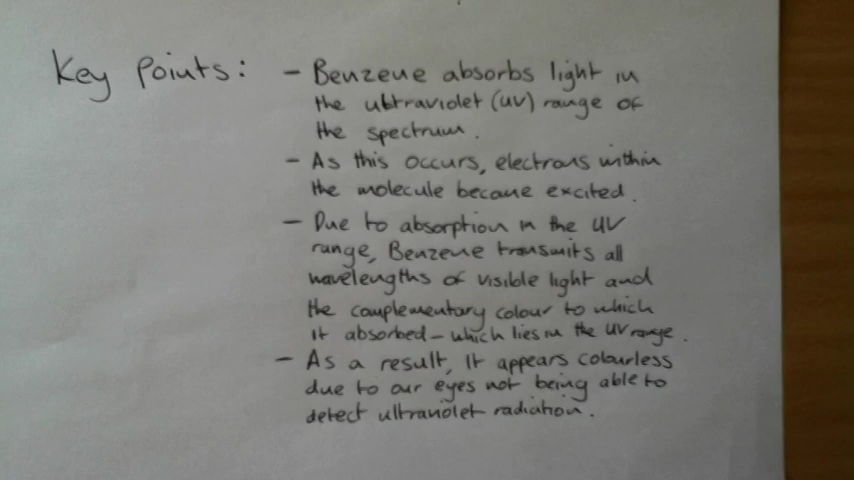 Key Points: - Benzene absorbs light in
the ultraviolet (UV) range of
the spectrum.
- As this occurs, electrons within
the molecule become excited.
- Due to absorption in the UV
range, Benzene transmits all
wavelengths of visible light and
the complementary colour to which
it absorbed - which lies in the UV range.
- As a result, it appears colourless
due to our eyes not being able to
detect ultraviolet radiation.